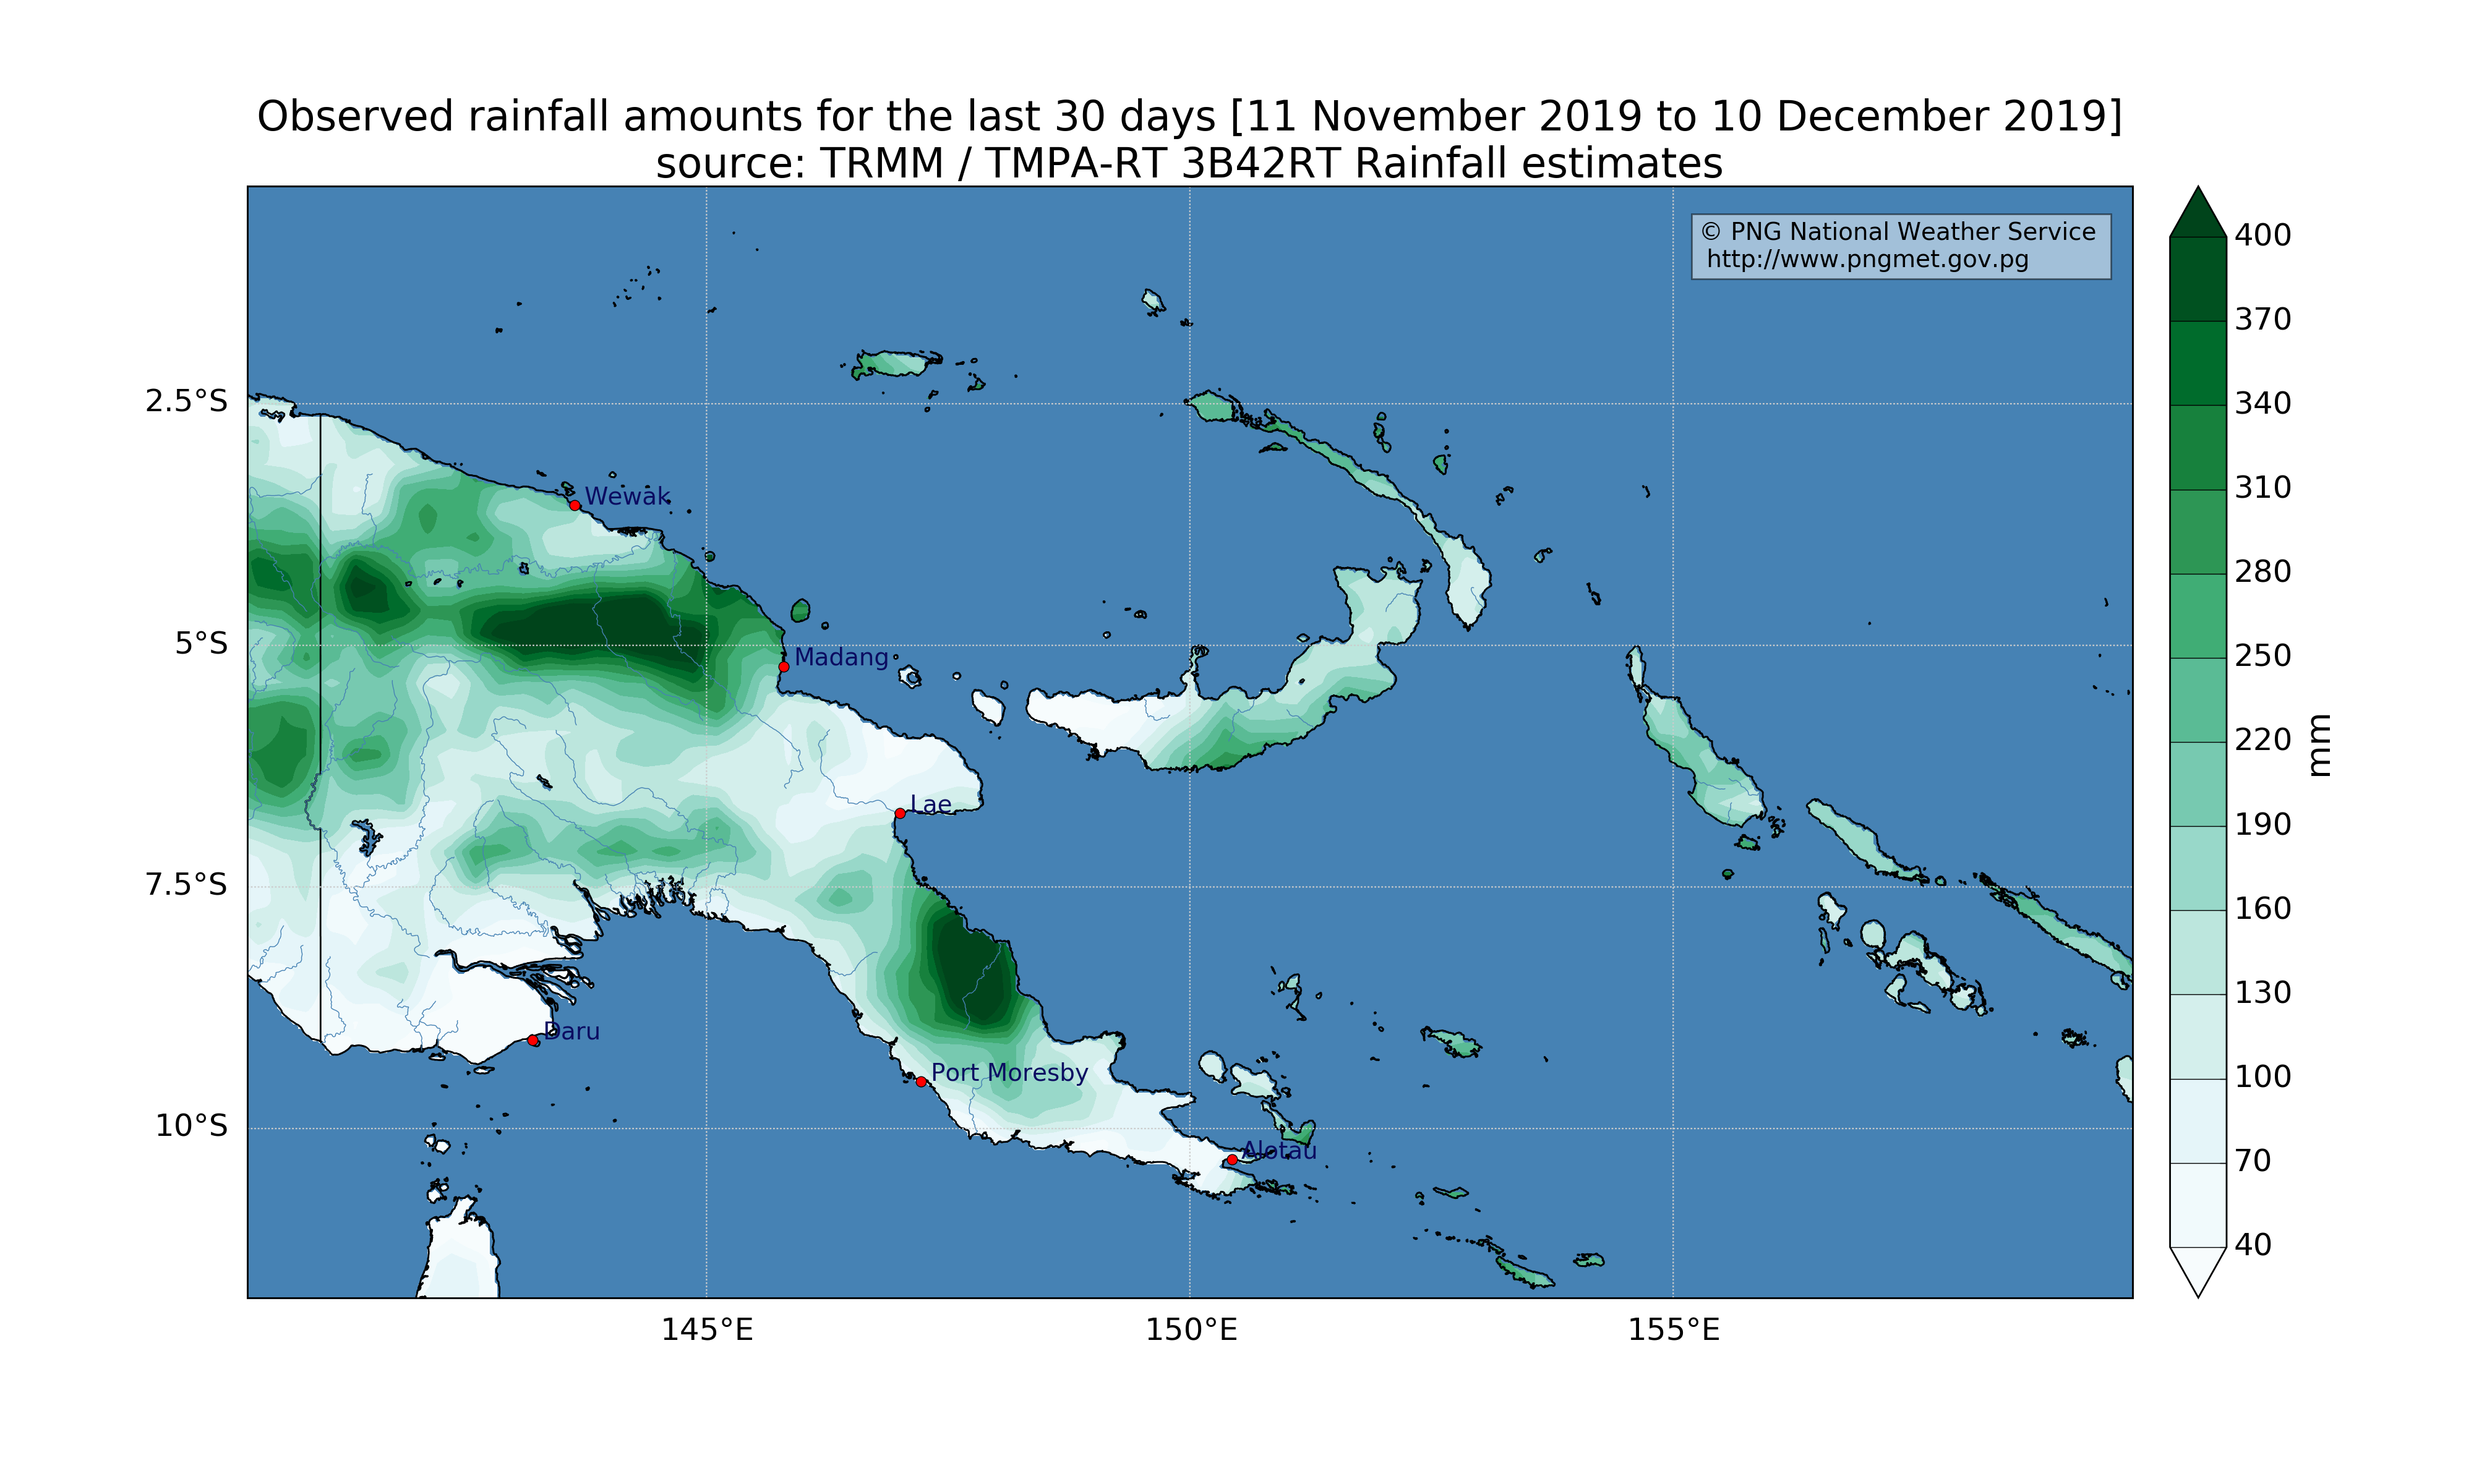 Observed rainfall amounts for the last 30 days [11 November 2019 to 10 December 2019]
source: TRMM / TMPA-RT 3B42RT Rainfall estimates
© PNG National Weather Service
http://www.pngmet.gov.pg
400
370
340
310
280
250
220
190
160
130
100
70
40
mm
2.5°S
5°S
7.5°S
10°S
Wewak
Madang
Lae
Daru
Port Moresby
Alotau
145°E
150°E
155°E